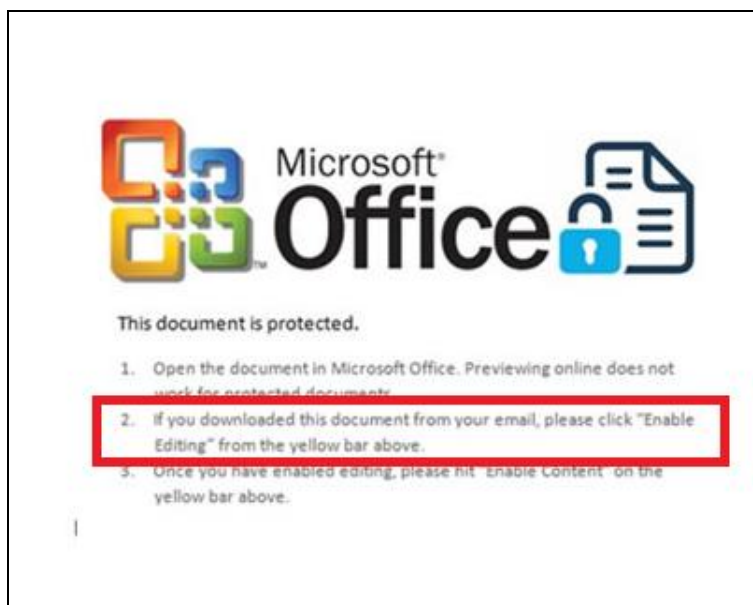 Microsoft®
Office
™
This document is protected.
1. Open the document in Microsoft Office. Previewing online does not
work for protected documents
2. If you downloaded this document from your email, please click "Enable
Editing" from the yellow bar above.
3. Once you have enabled editing, please hit "Enable Content" on the
yellow bar above.